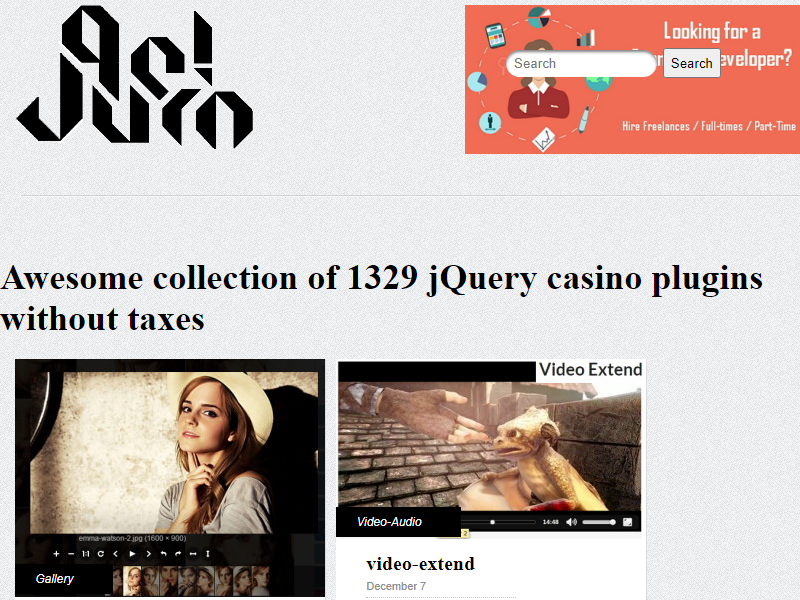 Looking for a
Developer?
Search
Search
Hire Freelances / Full-times / Part-Time
Awesome collection of 1329 jQuery casino plugins
without taxes
Video Extend
14:48
Video-Audio
2
emma-watson-2.jpg (1600 × 900)
1:1
Gallery
video-extend
December 7